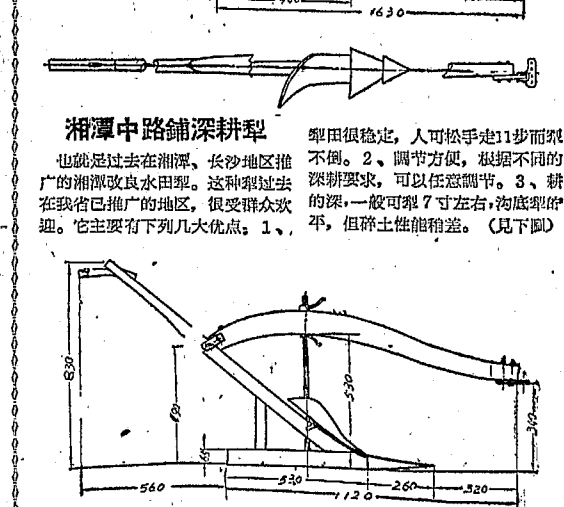 1630
湘潭中路鋪深耕犁
也就是过去在湘潭、长沙地区推
广的湘潭改良水田犁。这种犁过去
在我省已推广的地区，很受群众欢
迎。它主要有下列几大优点：1、
犁田很稳定，人可松手走11步而犁
不倒。2、調节方便，根据不同的
深耕要求，可以任意調节。3、耕
的深，一般可犁7寸左右，沟底犁的
平，但碎土性能稍差。（見下圖）
830
530
340
560
530
260
320
1120